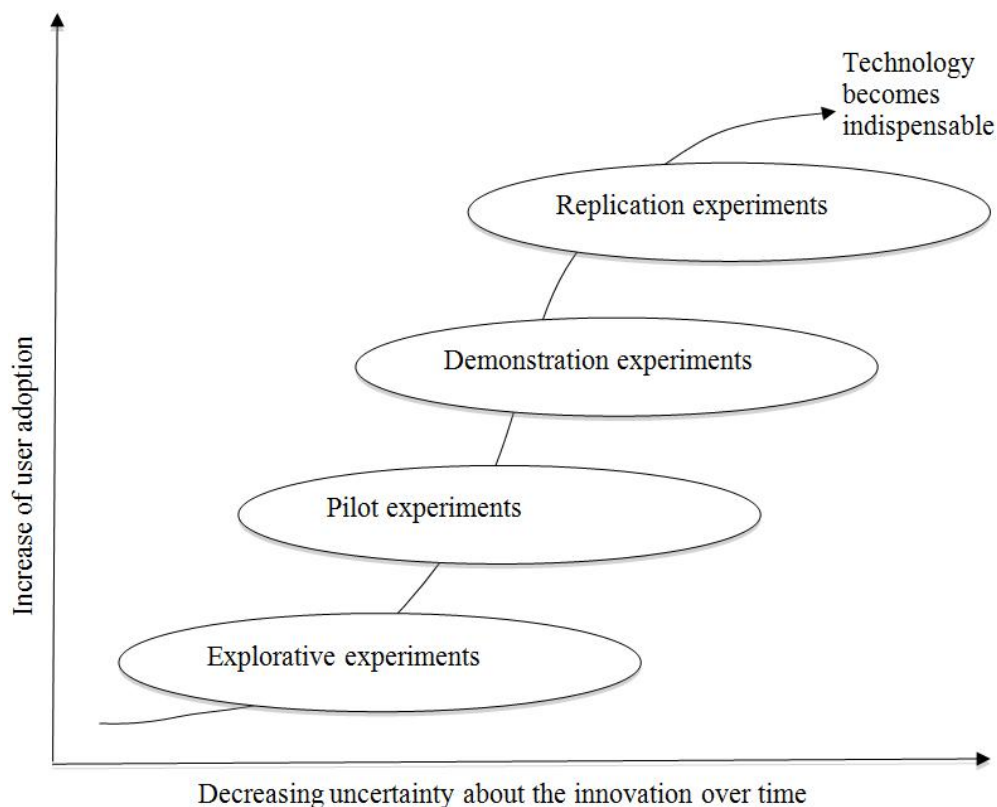 Technology
becomes
indispensable
Replication experiments
Demonstration experiments
Pilot experiments
Explorative experiments
Increase of user adoption
Decreasing uncertainty about the innovation over time